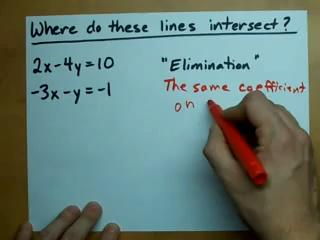 Where do these lines intersect?
2x-4y=10
-3x-y=-1
"Elimination"
The same coefficient
on